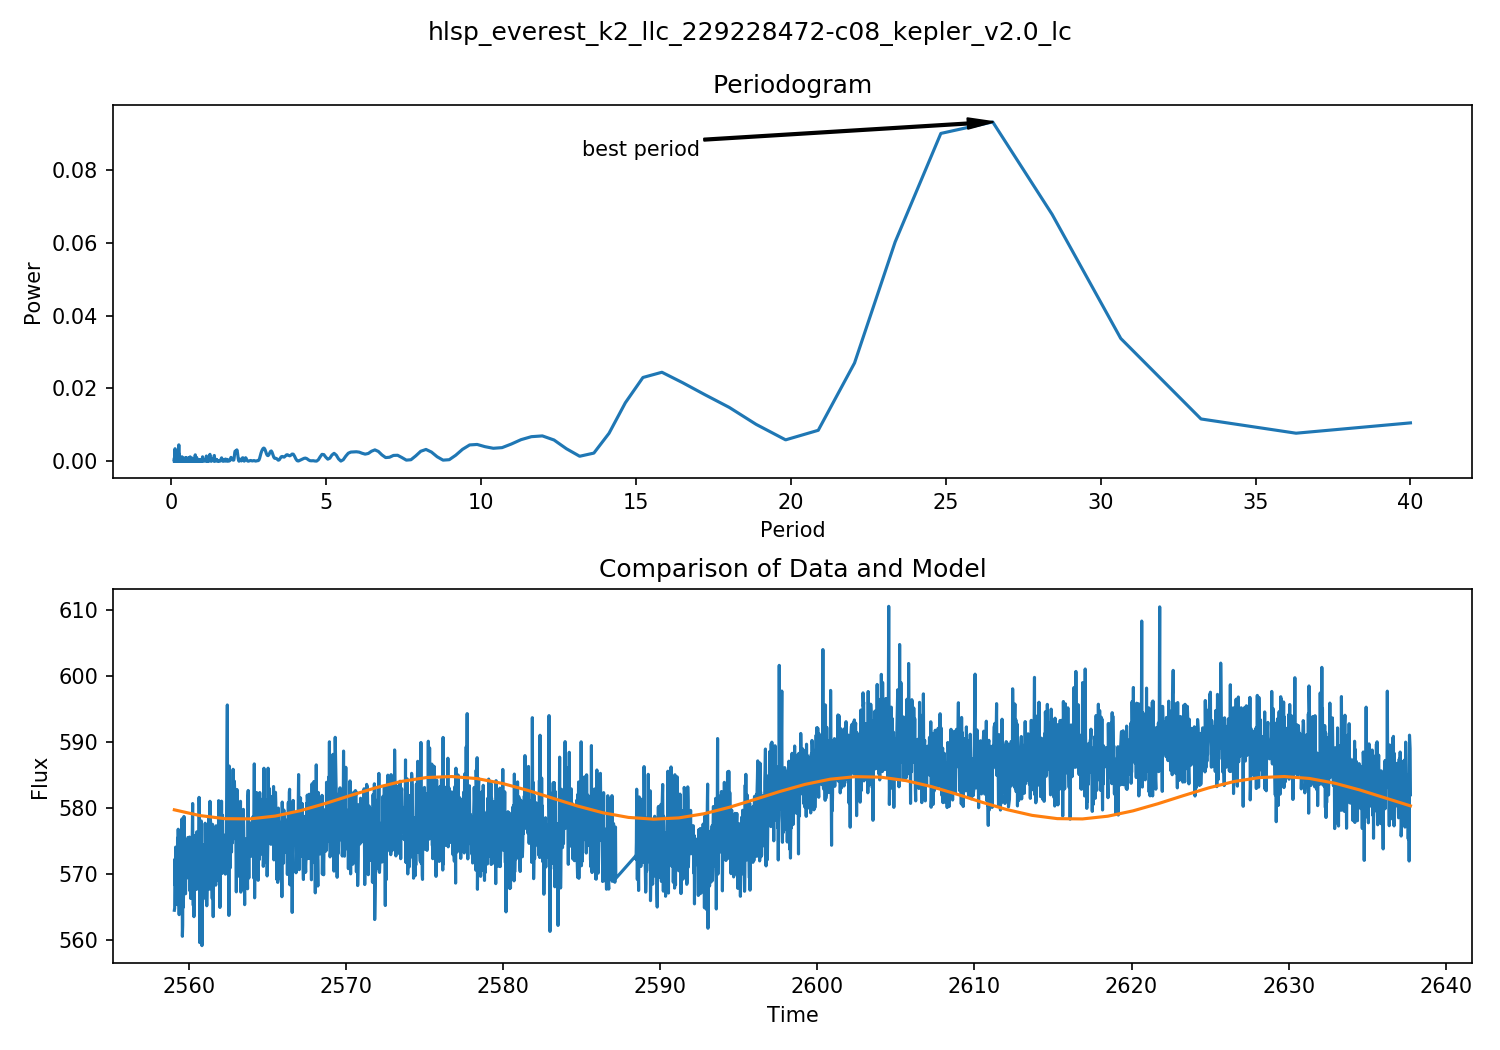 hlsp_everest_k2_llc_229228472-c08_kepler_v2.0_lc
Periodogram
best period
0.08
0.06
0.04
0.02
0.00
Power
0 5 10 15 20 25 30 35 40
Period
Comparison of Data and Model
610
600
590
580
570
560
Flux
2560 2570 2580 2590 2600 2610 2620 2630 2640
Time